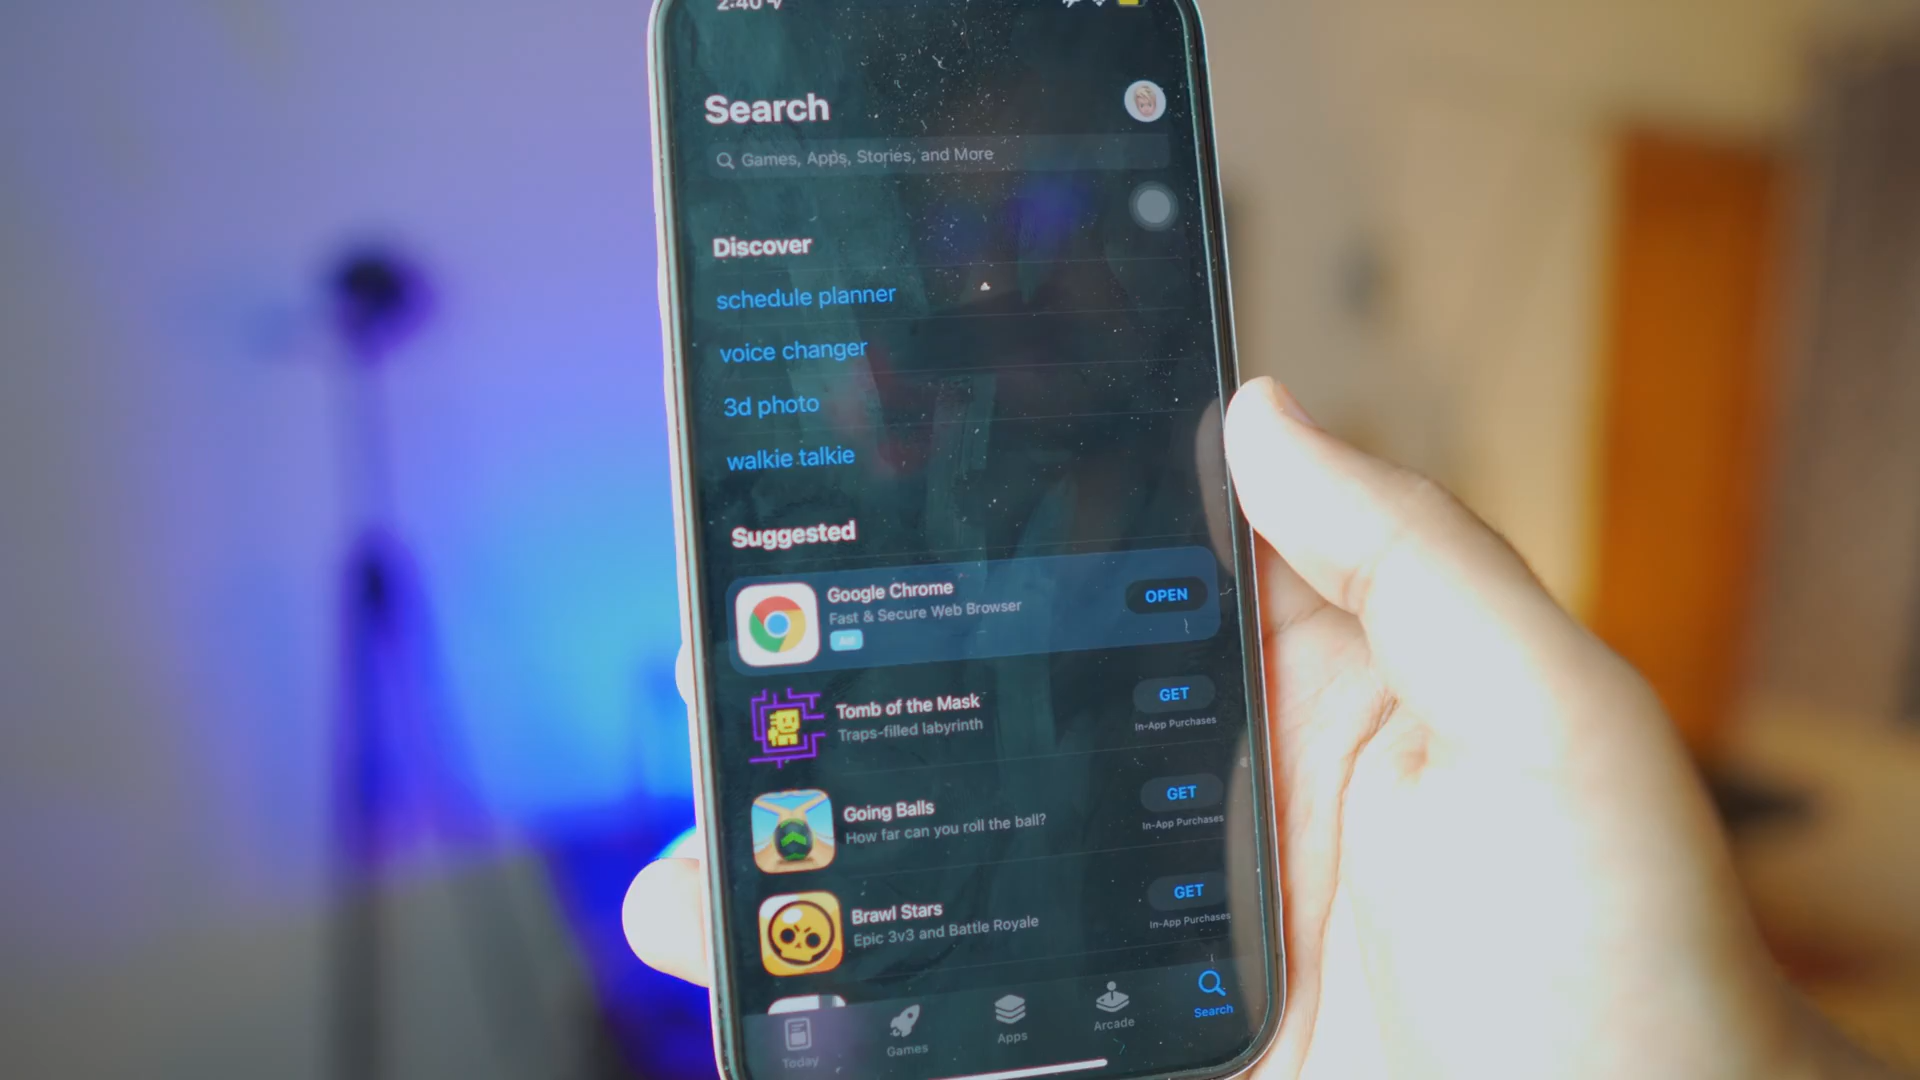 2:40
Search
Games, Apps, Stories, and More
Discover
schedule planner
voice changer
3d photo
walkie talkie
Suggested
Google Chrome
Fast & Secure Web Browser
Ad
OPEN
Tomb of the Mask
Traps-filled labyrinth
GET
In-App Purchases
Going Balls
How far can you roll the ball?
GET
In-App Purchases
Brawl Stars
Epic 3v3 and Battle Royale
GET
In-App Purchases
Today
Games
Apps
Arcade
Search